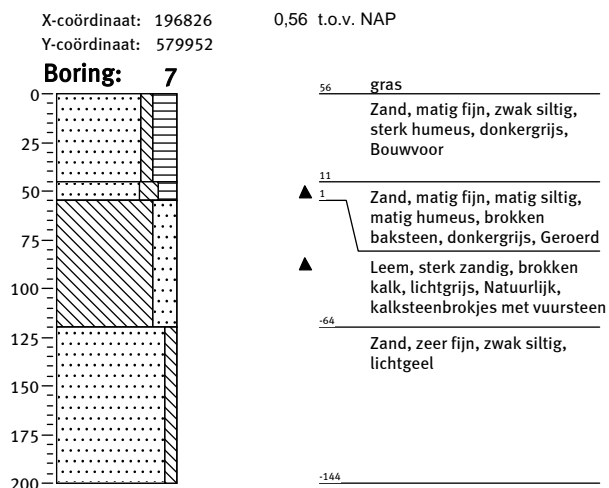 X-coördinaat: 196826 0,56 t.o.v. NAP
Y-coördinaat: 579952
Boring: 7
0
25
50
75
100
125
150
175
200
56 gras
Zand, matig fijn, zwak siltig,
sterk humeus, donkergrijs,
Bouwvoor
11
1
Zand, matig fijn, matig siltig,
matig humeus, brokken
baksteen, donkergrijs, Geroerd
Leem, sterk zandig, brokken
kalk, lichtgrijs, Natuurlijk,
kalksteenbrokjes met vuursteen
-64
Zand, zeer fijn, zwak siltig,
lichtgeel
-144